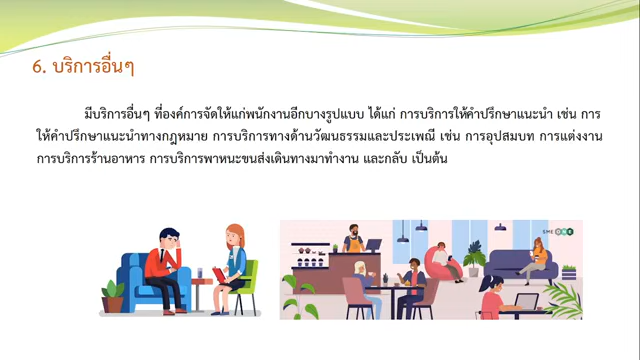 6. บริการอื่นๆ
มีบริการอื่นๆ ที่องค์การจัดให้แก่พนักงานอีกบางรูปแบบ ได้แก่ การบริการให้คำปรึกษาแนะนำ เช่น การ
ให้คำปรึกษาแนะนำทางกฎหมาย การบริการทางด้านวัฒนธรรมและประเพณี เช่น การอุปสมบท การแต่งงาน
การบริการร้านอาหาร การบริการพาหนะขนส่งเดินทางมาทำงาน และกลับ เป็นต้น
SME ONE